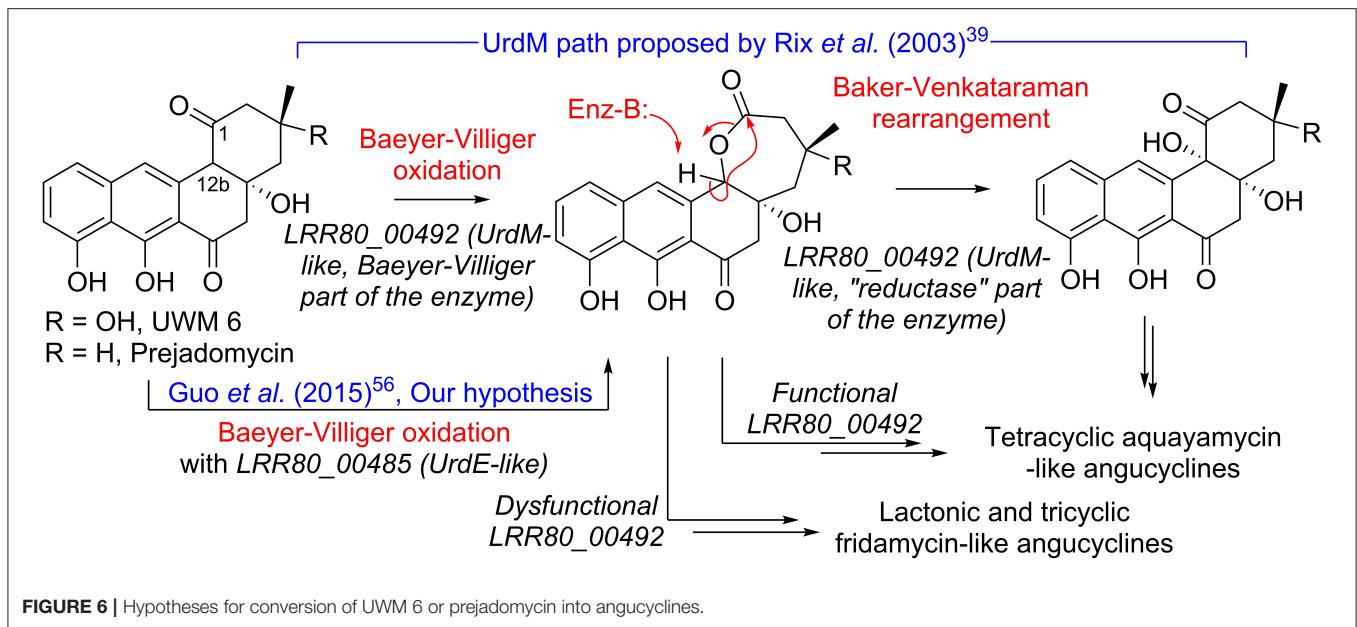 UrdM path proposed by Rix et al. (2003)39
O
1
R
12b
OH
OH
OH
O
R = OH, UWM 6
R = H, Prejadomycin
Baeyer-Villiger
oxidation
LRR80_00492 (UrdM-
like, Baeyer-Villiger
part of the enzyme)
Enz-B:
O
O
H
R
OH
OH
OH
O
Baker-Venkataraman
rearrangement
LRR80_00492 (UrdM-
like, "reductase" part
of the enzyme)
O
HO
R
OH
OH
OH
O
Guo et al. (2015)56, Our hypothesis
Baeyer-Villiger oxidation
with LRR80_00485 (UrdE-like)
Functional
LRR80_00492
Tetracyclic aquayamycin
-like angucyclines
Dysfunctional
LRR80_00492
Lactonic and tricyclic
fridamycin-like angucyclines
FIGURE 6 | Hypotheses for conversion of UWM 6 or prejadomycin into angucyclines.